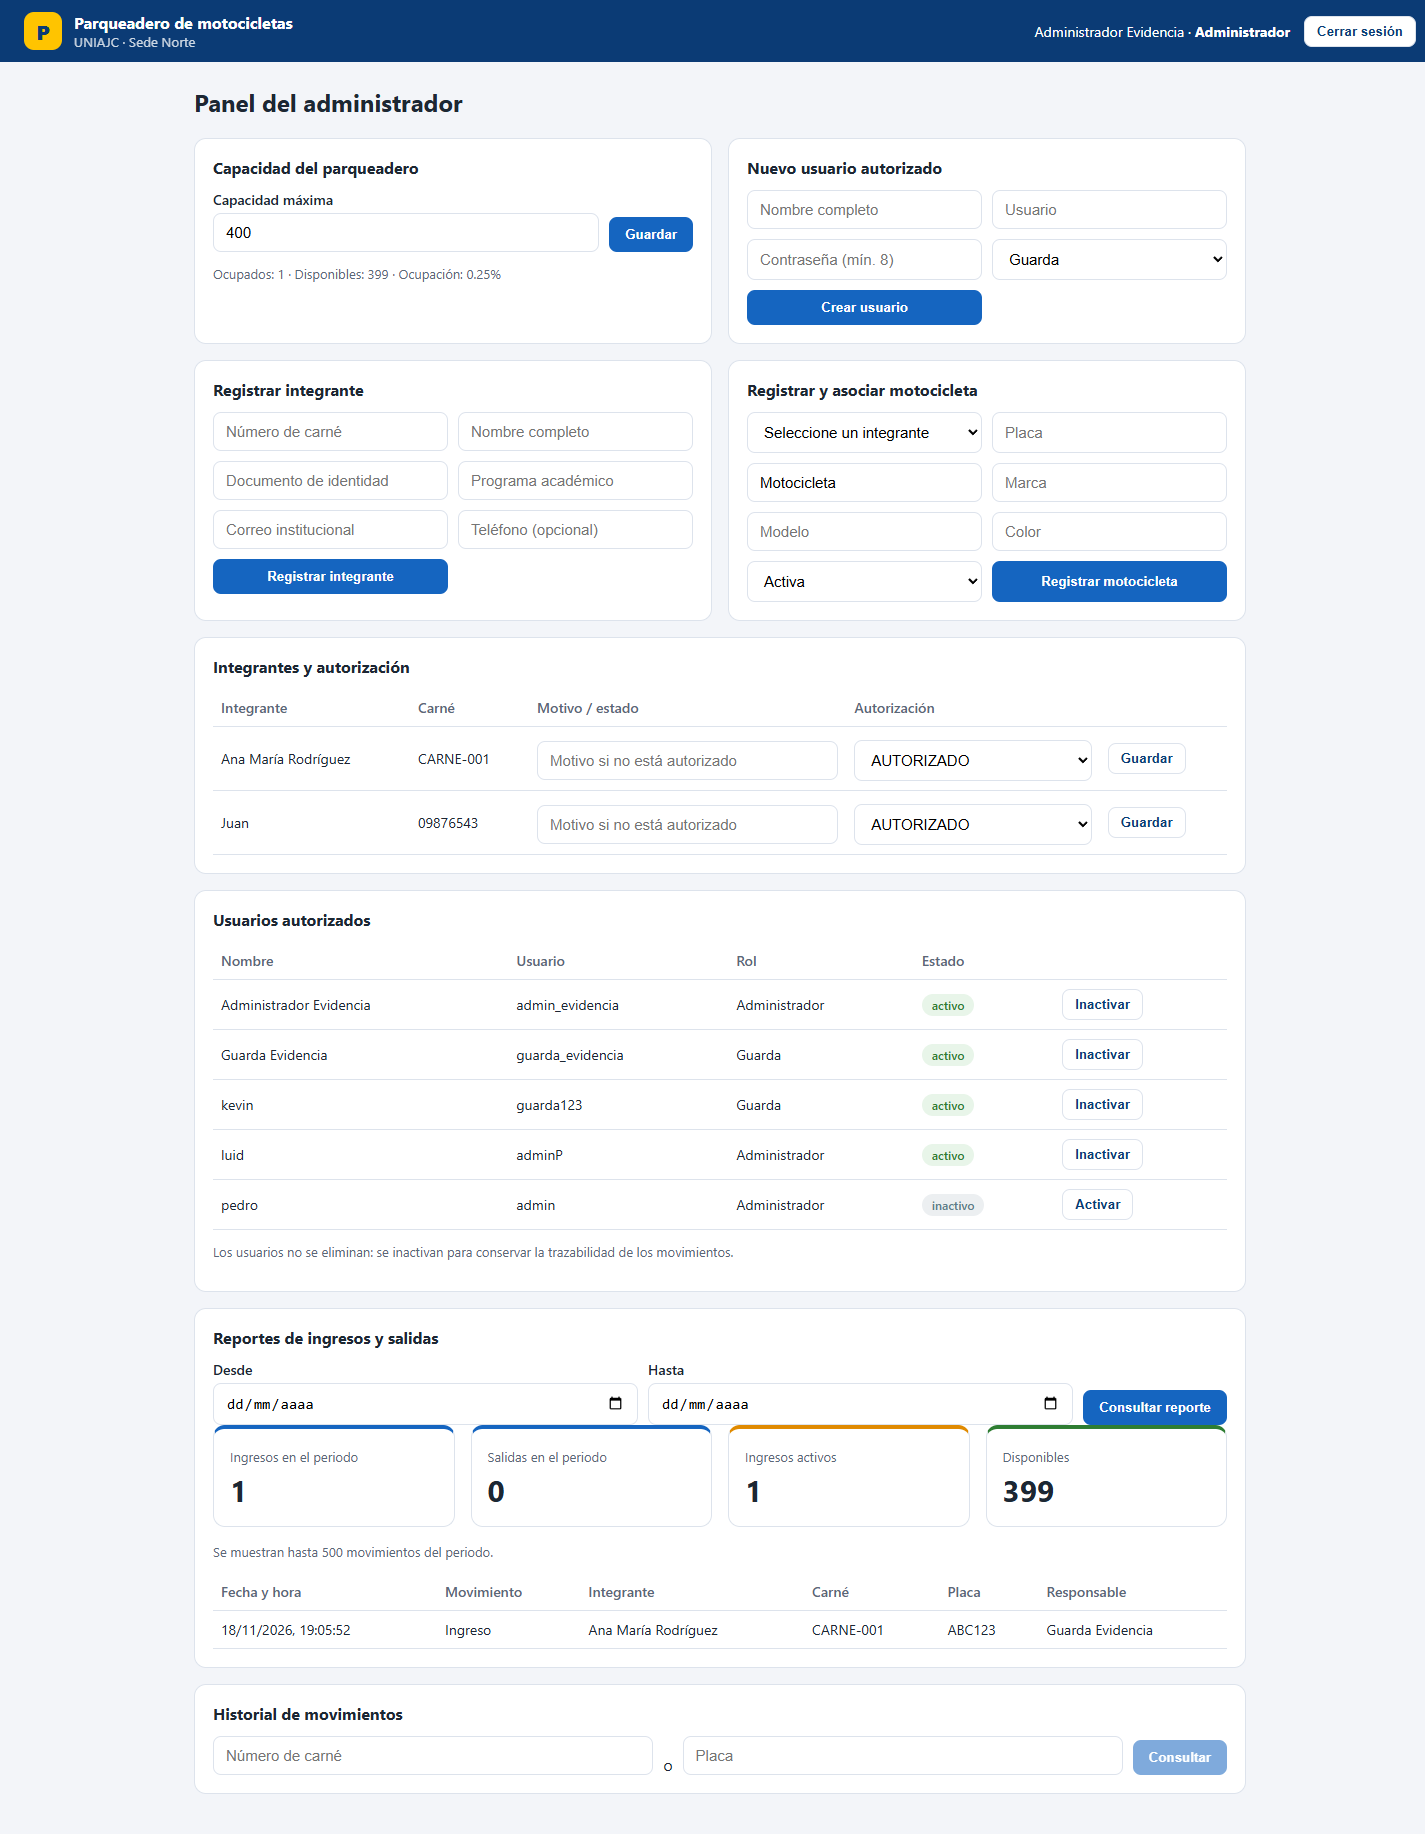 P
Parqueadero de motocicletas
UNIAJC · Sede Norte
Administrador Evidencia · Administrador
Cerrar sesión
Panel del administrador
Capacidad del parqueadero
Capacidad máxima
400
Guardar
Ocupados: 1 · Disponibles: 399 · Ocupación: 0.25%
Nuevo usuario autorizado
Nombre completo
Usuario
Contraseña (mín. 8)
Guarda
Crear usuario
Registrar integrante
Número de carné
Nombre completo
Documento de identidad
Programa académico
Correo institucional
Teléfono (opcional)
Registrar integrante
Registrar y asociar motocicleta
Seleccione un integrante
Placa
Motocicleta
Marca
Modelo
Color
Activa
Registrar motocicleta
Integrantes y autorización
Integrante Carné Motivo / estado Autorización
Ana María Rodríguez CARNE-001 Motivo si no está autorizado AUTORIZADO Guardar
Juan 09876543 Motivo si no está autorizado AUTORIZADO Guardar
Usuarios autorizados
Nombre Usuario Rol Estado
Administrador Evidencia admin_evidencia Administrador activo Inactivar
Guarda Evidencia guarda_evidencia Guarda activo Inactivar
kevin guarda123 Guarda activo Inactivar
luid adminP Administrador activo Inactivar
pedro admin Administrador inactivo Activar
Los usuarios no se eliminan: se inactivan para conservar la trazabilidad de los movimientos.
Reportes de ingresos y salidas
Desde
dd/mm/aaaa
Hasta
dd/mm/aaaa
Consultar reporte
Ingresos en el periodo
1
Salidas en el periodo
0
Ingresos activos
1
Disponibles
399
Se muestran hasta 500 movimientos del periodo.
Fecha y hora Movimiento Integrante Carné Placa Responsable
18/11/2026, 19:05:52 Ingreso Ana María Rodríguez CARNE-001 ABC123 Guarda Evidencia
Historial de movimientos
Número de carné
o
Placa
Consultar